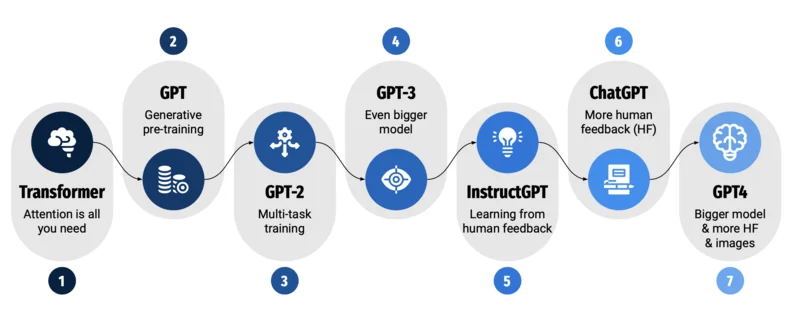 1
Transformer
Attention is all
you need
2
GPT
Generative
pre-training
3
GPT-2
Multi-task
training
4
GPT-3
Even bigger
model
5
InstructGPT
Learning from
human feedback
6
ChatGPT
More human
feedback (HF)
7
GPT4
Bigger model
& more HF
& images